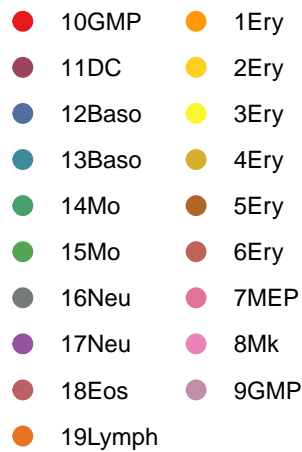 10GMP
11DC
12Baso
13Baso
14Mo
15Mo
16Neu
17Neu
18Eos
19Lymph
1Ery
2Ery
3Ery
4Ery
5Ery
6Ery
7MEP
8Mk
9GMP